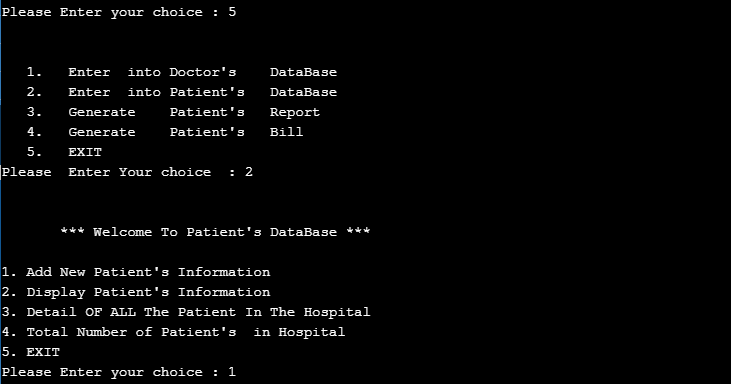 Please Enter your choice : 5
1. Enter into Doctor's DataBase
2. Enter into Patient's DataBase
3. Generate Patient's Report
4. Generate Patient's Bill
5. EXIT
Please Enter Your choice : 2
*** Welcome To Patient's DataBase ***
1. Add New Patient's Information
2. Display Patient's Information
3. Detail OF ALL The Patient In The Hospital
4. Total Number of Patient's in Hospital
5. EXIT
Please Enter your choice : 1